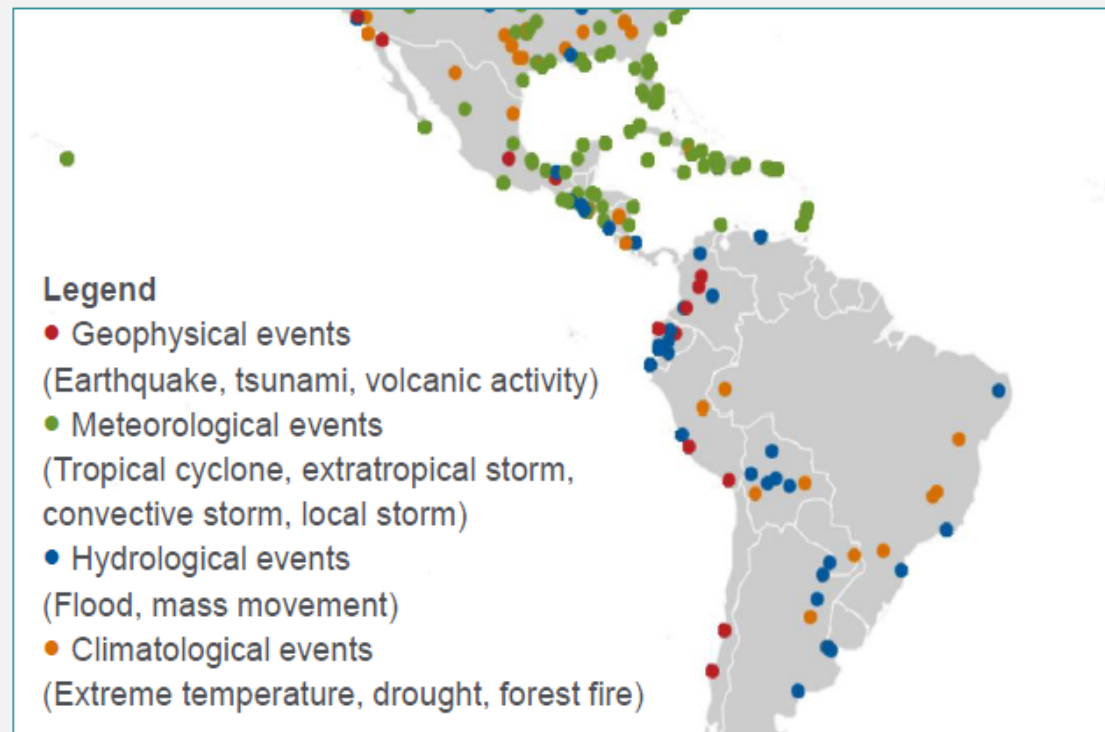 Legend
● Geophysical events
(Earthquake, tsunami, volcanic activity)
● Meteorological events
(Tropical cyclone, extratropical storm,
convective storm, local storm)
● Hydrological events
(Flood, mass movement)
● Climatological events
(Extreme temperature, drought, forest fire)